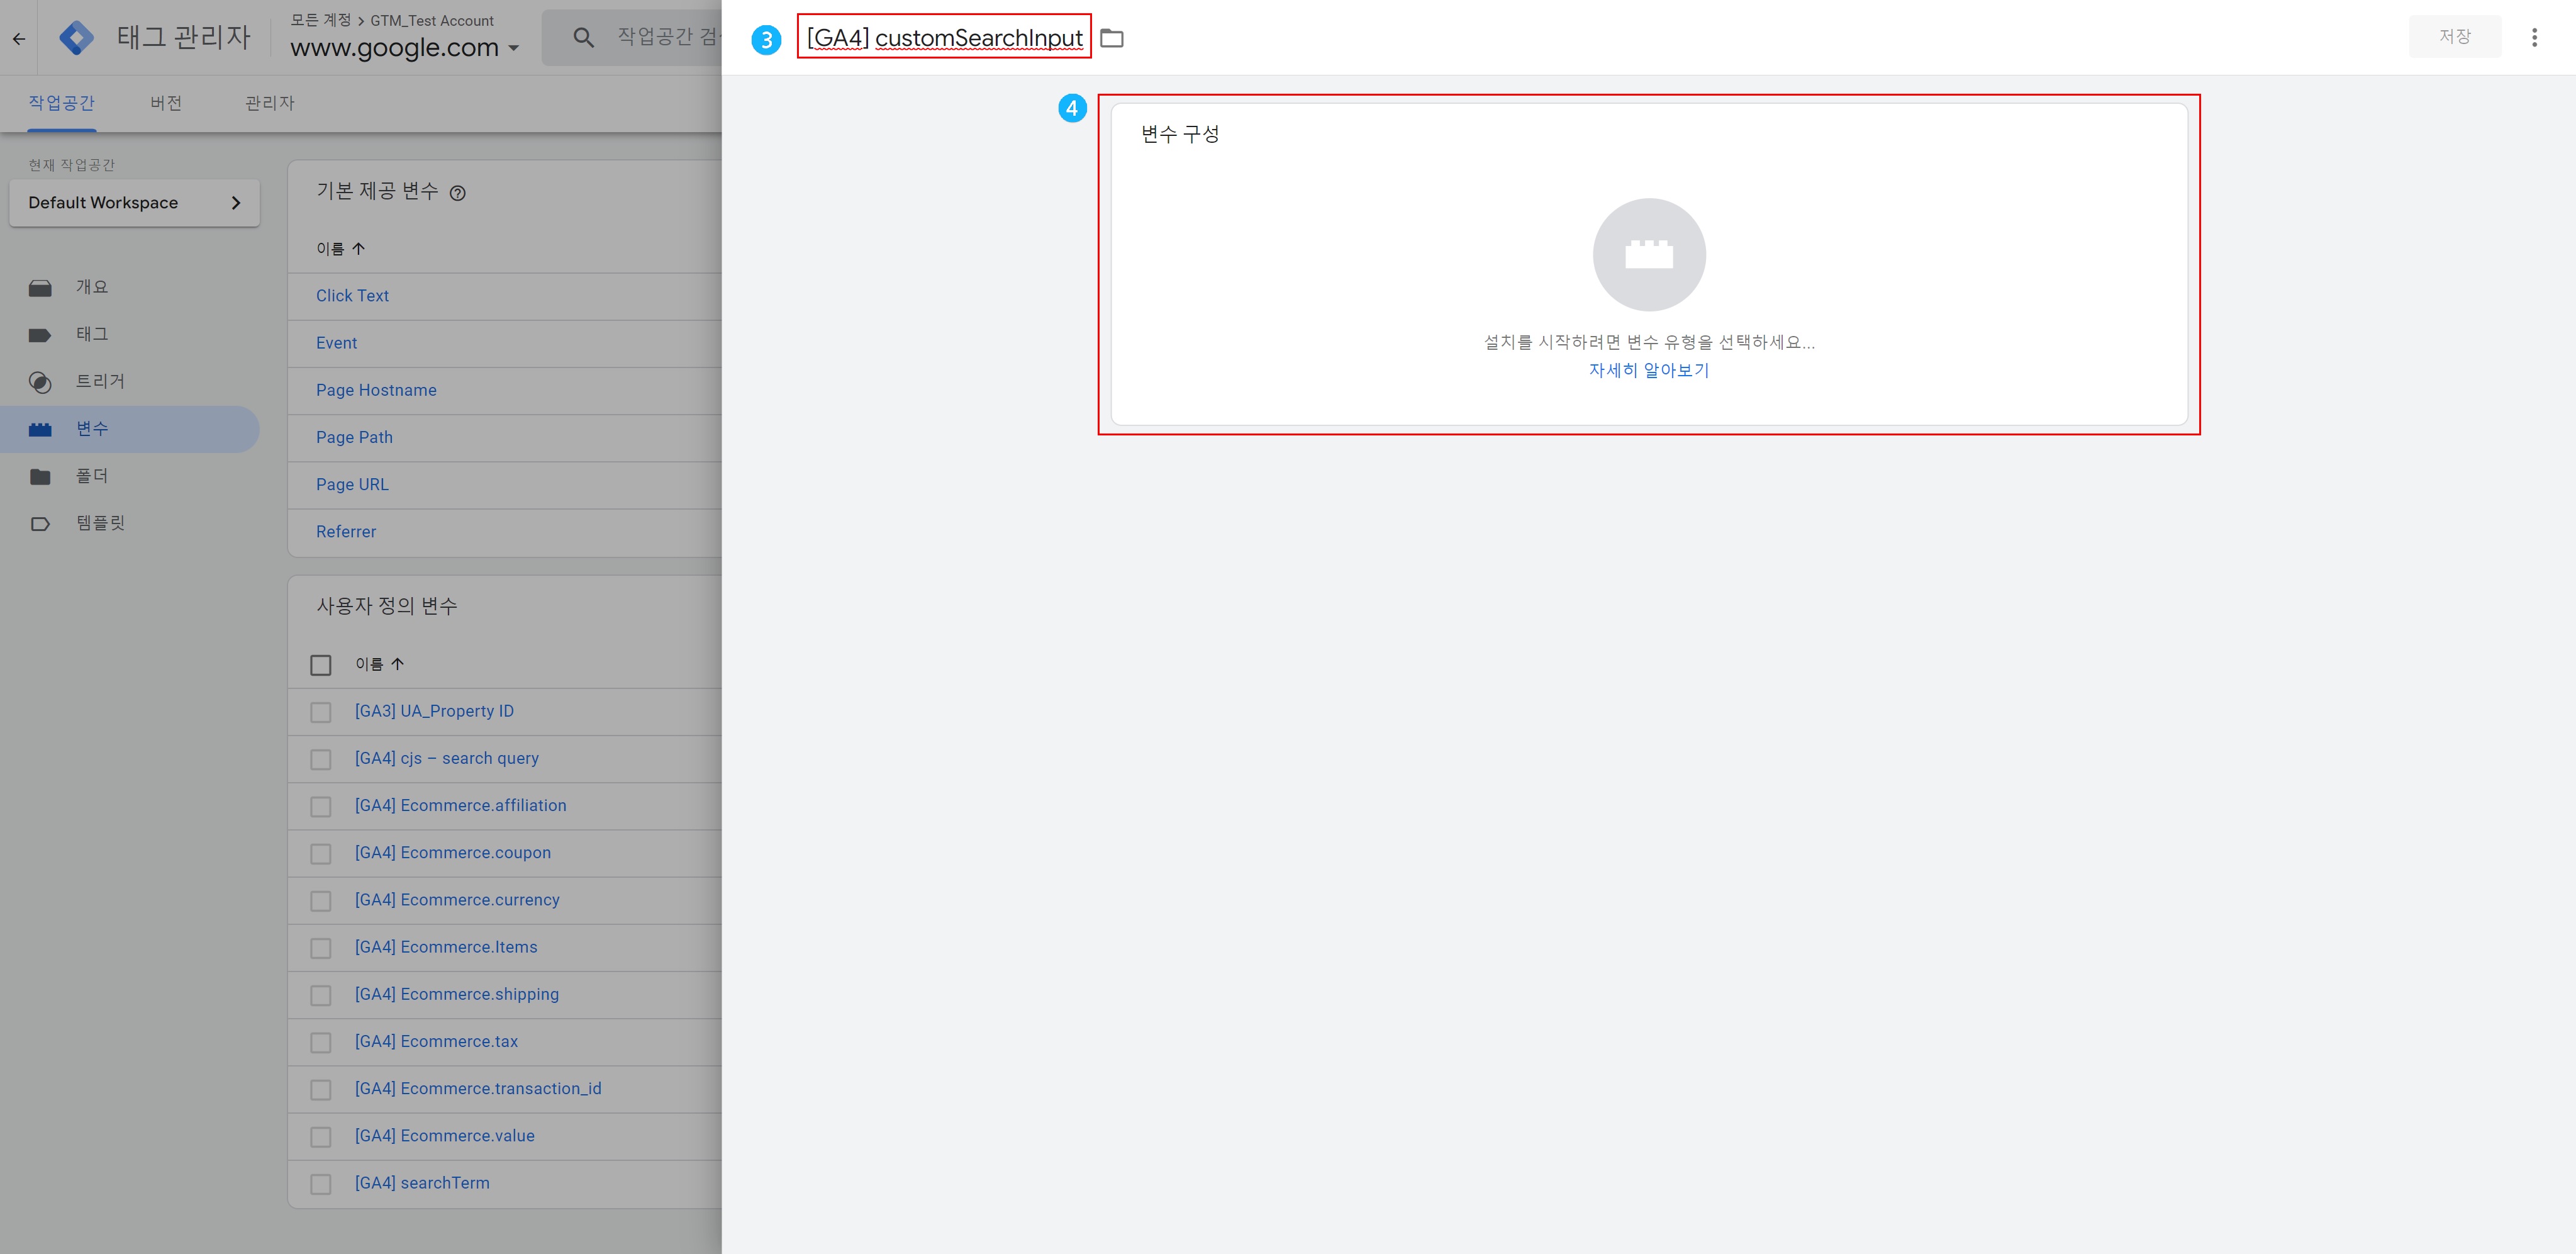 모든 계정 > GTM_Test Account
태그 관리자
www.google.com
작업공간 검
3
[GA4] customSearchInput
저장
작업공간
버전
관리자
현재 작업공간
Default Workspace
개요
태그
트리거
변수
폴더
템플릿
기본 제공 변수
이름
Click Text
Event
Page Hostname
Page Path
Page URL
Referrer
사용자 정의 변수
이름
[GA3] UA_Property ID
[GA4] cjs – search query
[GA4] Ecommerce.affiliation
[GA4] Ecommerce.coupon
[GA4] Ecommerce.currency
[GA4] Ecommerce.Items
[GA4] Ecommerce.shipping
[GA4] Ecommerce.tax
[GA4] Ecommerce.transaction_id
[GA4] Ecommerce.value
[GA4] searchTerm
4
변수 구성
설치를 시작하려면 변수 유형을 선택하세요...
자세히 알아보기